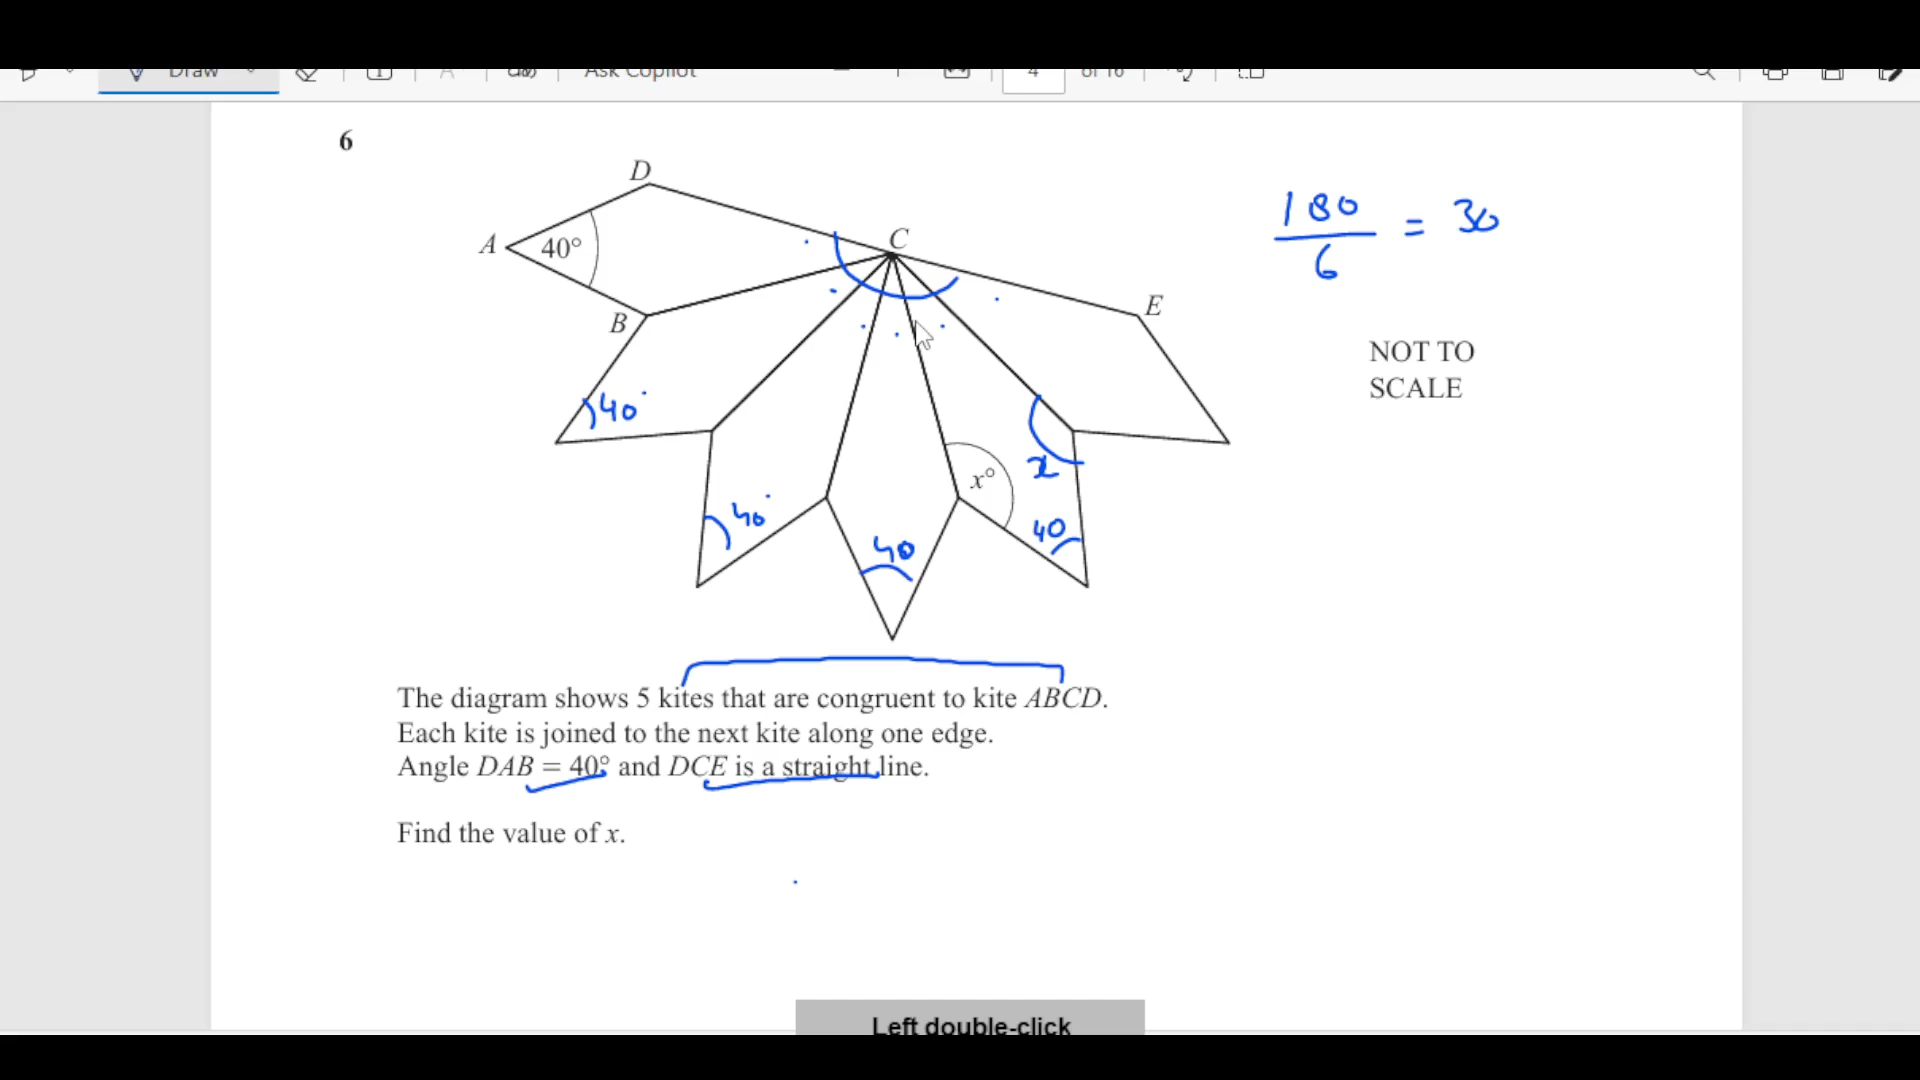 Draw
Ask Copilot
4 of 16
6
D
A 40°
B
C
E
180/6 = 30
NOT TO
SCALE
40°
40°
40
40
x
x°
The diagram shows 5 kites that are congruent to kite ABCD.
Each kite is joined to the next kite along one edge.
Angle DAB = 40° and DCE is a straight line.
Find the value of x.
Left double-click